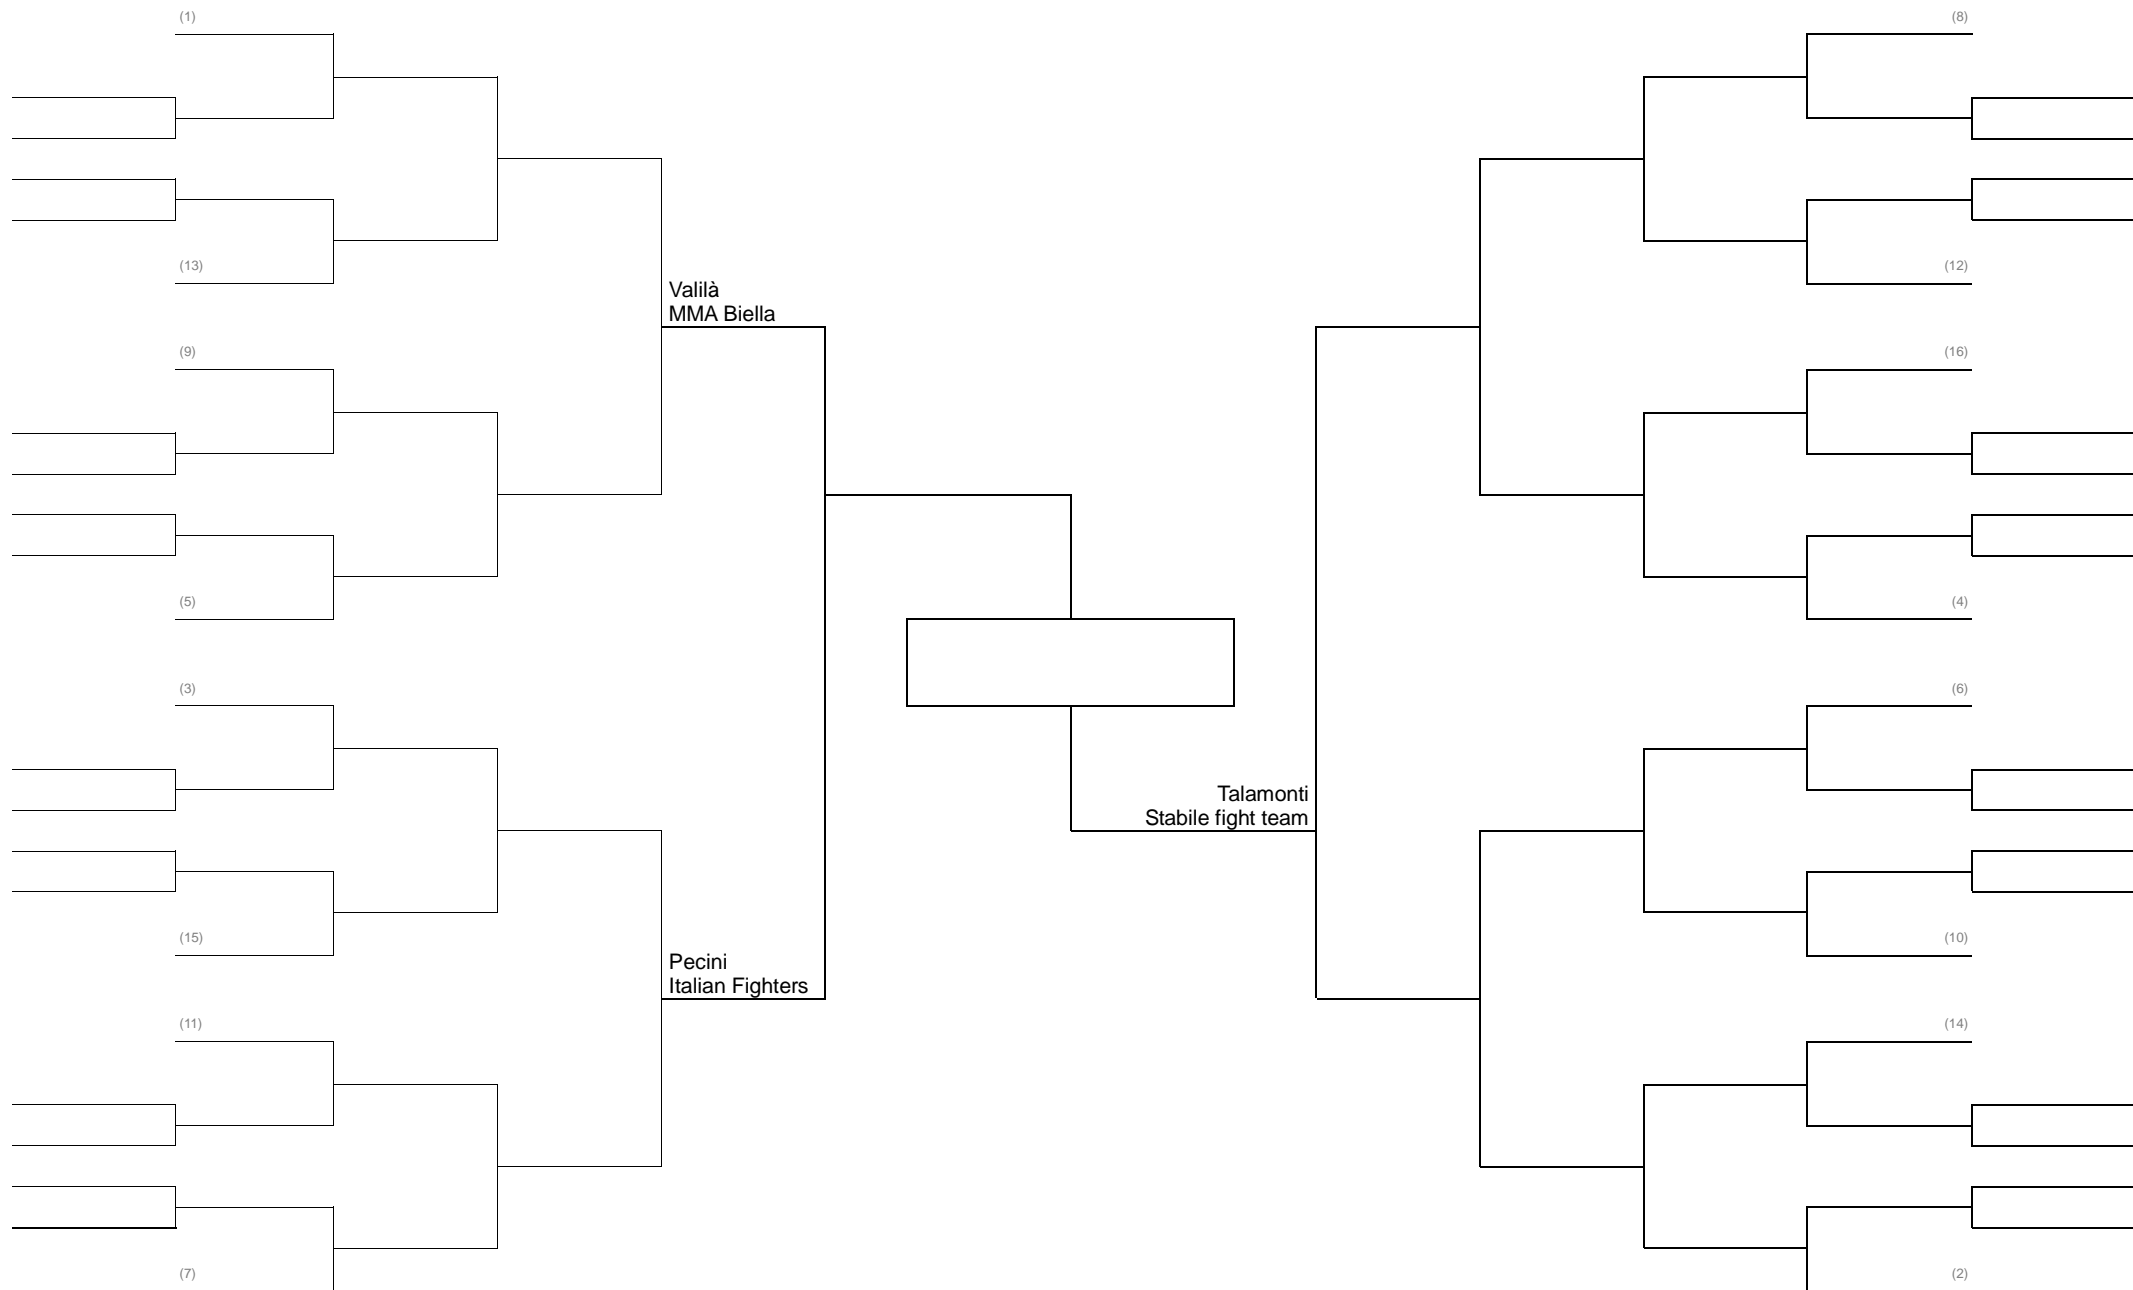 (1)
(8)
(13)
(12)
Valilà
MMA Biella
(9)
(16)
(5)
(4)
(3)
(6)
Talamonti
Stabile fight team
(15)
(10)
Pecini
Italian Fighters
(11)
(14)
(7)
(2)